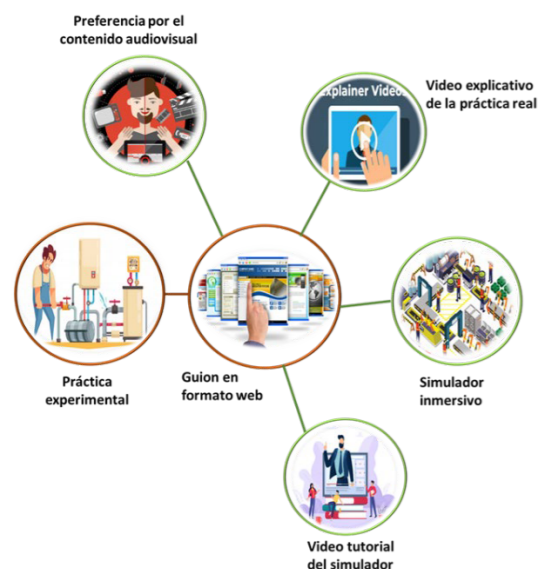 Preferencia por el
contenido audiovisual
explainer Video
Video explicativo
de la práctica real
Práctica
experimental
Guion en
formato web
Simulador
inmersivo
Video tutorial
del simulador